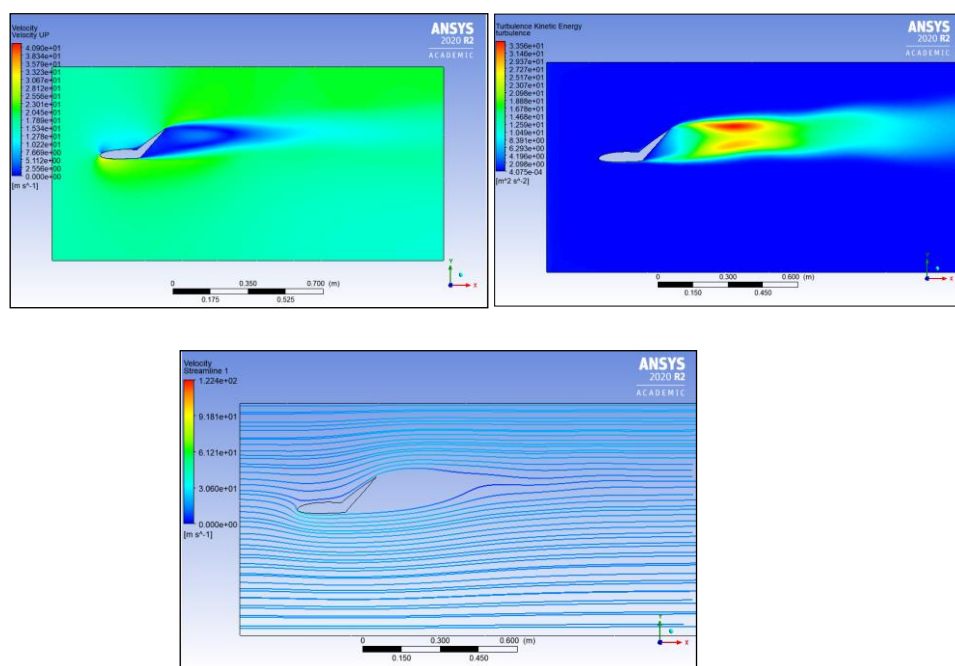 Velocity
Velocity UP
4.090e+01
3.834e+01
3.579e+01
3.323e+01
3.067e+01
2.812e+01
2.556e+01
2.301e+01
2.045e+01
1.789e+01
1.534e+01
1.278e+01
1.022e+01
7.669e+00
5.112e+00
2.556e+00
0.000e+00
[m s^-1]
ANSYS
2020 R2
ACADEMIC
0 0.350 0.700 (m)
0.175 0.525
Y
X
Turbulence Kinetic Energy
turbulence
3.356e+01
3.146e+01
2.937e+01
2.727e+01
2.517e+01
2.307e+01
2.098e+01
1.888e+01
1.678e+01
1.468e+01
1.259e+01
1.049e+01
8.391e+00
6.293e+00
4.196e+00
2.098e+00
4.075e-04
[m^2 s^-2]
ANSYS
2020 R2
ACADEMIC
0 0.300 0.600 (m)
0.150 0.450
Y
X
Velocity
Streamline 1
1.224e+02
9.181e+01
6.121e+01
3.060e+01
0.000e+00
[m s^-1]
ANSYS
2020 R2
ACADEMIC
0 0.300 0.600 (m)
0.150 0.450
Y
X